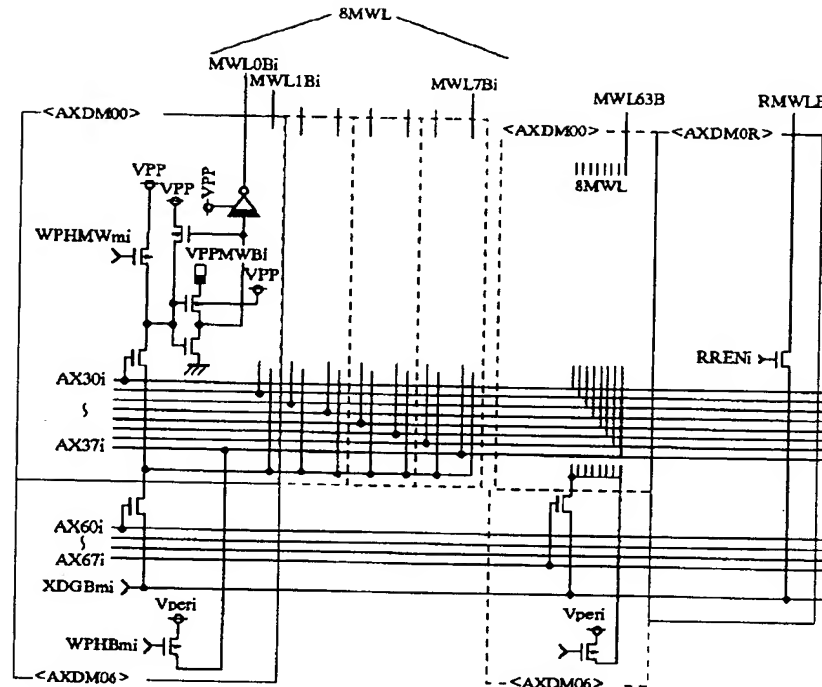 8MWL
MWL0Bi
MWL1Bi
MWL7Bi
MWL63B
RMWLB
<AXDM00>
<AXDM00>
<AXDM0R>
VPP
VPP
VPP
8MWL
WPHMWmi
VPPMWBi
VPP
RRENi
AX30i
AX37i
AX60i
AX67i
XDGBmi
Vperi
Vperi
WPHBmi
<AXDM06>
<AXDM06>